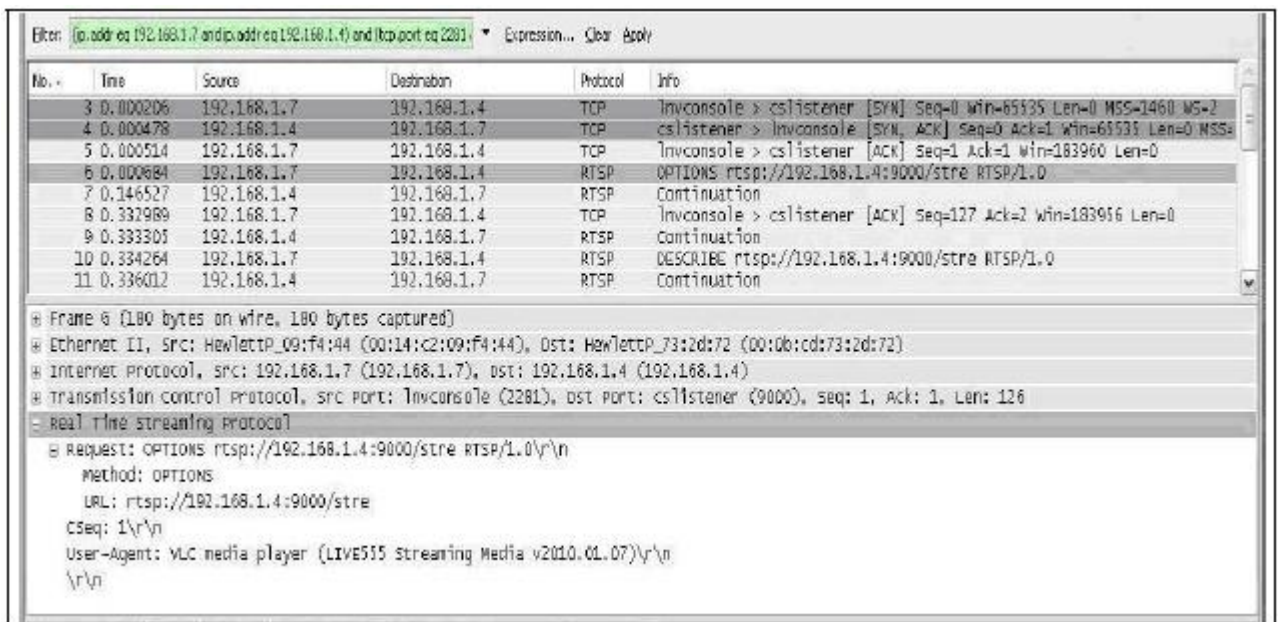 Filter: (ip.addr eq 192.168.1.7 and ip.addr eq 192.168.1.4) and (tcp.port eq 2281 Expression... Clear Apply
No. Time Source Destination Protocol Info
3 0.000206 192.168.1.7 192.168.1.4 TCP lnvconsole > cslistener [SYN] Seq=0 Win=65535 Len=0 MSS=1460 WS=2
4 0.000478 192.168.1.4 192.168.1.7 TCP cslistener > lnvconsole [SYN, ACK] Seq=0 Ack=1 Win=65535 Len=0 MSS=
5 0.000514 192.168.1.7 192.168.1.4 TCP lnvconsole > cslistener [ACK] Seq=1 Ack=1 Win=183960 Len=0
6 0.000684 192.168.1.7 192.168.1.4 RTSP OPTIONS rtsp://192.168.1.4:9000/stre RTSP/1.0
7 0.146527 192.168.1.4 192.168.1.7 RTSP Continuation
8 0.332989 192.168.1.7 192.168.1.4 TCP lnvconsole > cslistener [ACK] Seq=127 Ack=2 Win=183956 Len=0
9 0.333305 192.168.1.4 192.168.1.7 RTSP Continuation
10 0.334264 192.168.1.7 192.168.1.4 RTSP DESCRIBE rtsp://192.168.1.4:9000/stre RTSP/1.0
11 0.336012 192.168.1.4 192.168.1.7 RTSP Continuation
Frame 6 (180 bytes on wire, 180 bytes captured)
Ethernet II, Src: HewlettP_09:f4:44 (00:14:c2:09:f4:44), Dst: HewlettP_73:2d:72 (00:0b:cd:73:2d:72)
Internet Protocol, Src: 192.168.1.7 (192.168.1.7), Dst: 192.168.1.4 (192.168.1.4)
Transmission Control Protocol, Src Port: lnvconsole (2281), Dst Port: cslistener (9000), Seq: 1, Ack: 1, Len: 126
Real Time Streaming Protocol
Request: OPTIONS rtsp://192.168.1.4:9000/stre RTSP/1.0\r\n
Method: OPTIONS
URL: rtsp://192.168.1.4:9000/stre
CSeq: 1\r\n
User-Agent: VLC media player (LIVE555 Streaming Media v2010.01.07)\r\n
\r\n